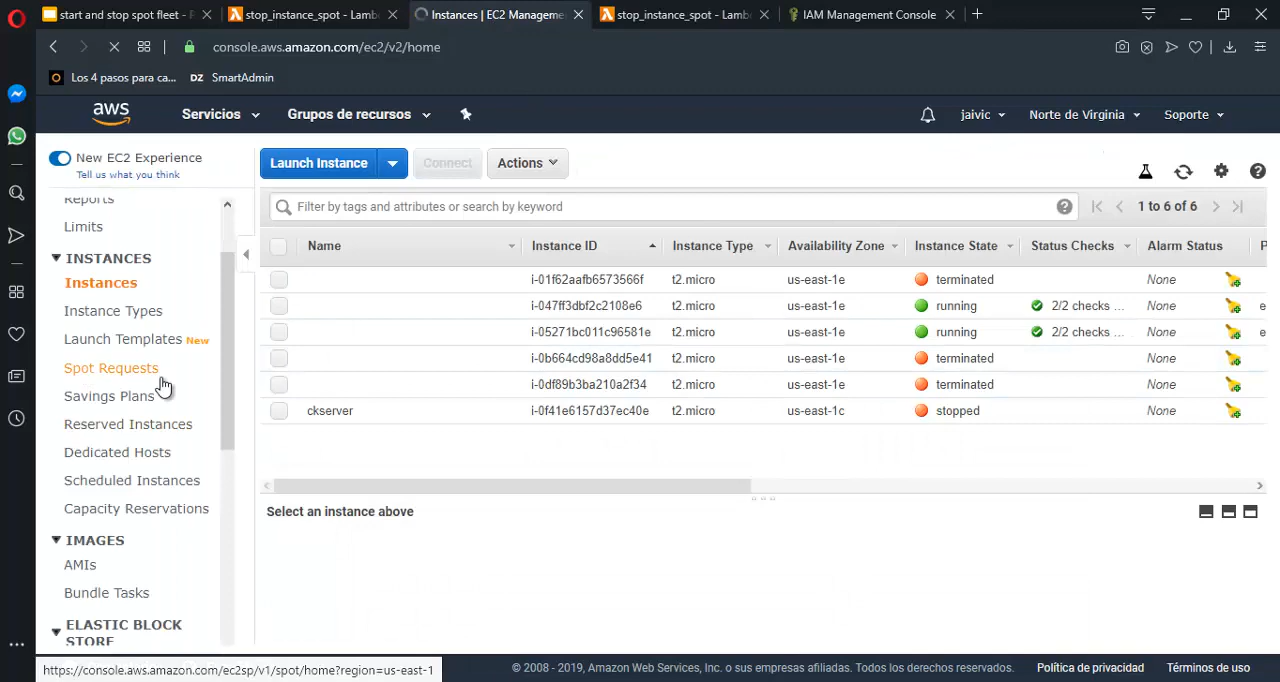 start and stop spot fleet - P
stop_instance_spot - Lamb
Instances | EC2 Manageme
stop_instance_spot - Lamb
IAM Management Console
console.aws.amazon.com/ec2/v2/home
Los 4 pasos para ca...
DZ SmartAdmin
aws
Servicios
Grupos de recursos
jaivic
Norte de Virginia
Soporte
New EC2 Experience
Tell us what you think
Launch Instance
Connect
Actions
Reports
Limits
INSTANCES
Instances
Instance Types
Launch Templates New
Spot Requests
Savings Plans
Reserved Instances
Dedicated Hosts
Scheduled Instances
Capacity Reservations
IMAGES
AMIs
Bundle Tasks
ELASTIC BLOCK
STORE
Filter by tags and attributes or search by keyword
1 to 6 of 6
Name Instance ID Instance Type Availability Zone Instance State Status Checks Alarm Status P
i-01f62aafb6573566f t2.micro us-east-1e terminated None
i-047ff3dbf2c2108e6 t2.micro us-east-1e running 2/2 checks ... None e
i-05271bc011c96581e t2.micro us-east-1e running 2/2 checks ... None e
i-0b664cd98a8dd5e41 t2.micro us-east-1e terminated None
i-0df89b3ba210a2f34 t2.micro us-east-1e terminated None
ckserver i-0f41e6157d37ec40e t2.micro us-east-1c stopped None
Select an instance above
https://console.aws.amazon.com/ec2sp/v1/spot/home?region=us-east-1
© 2008 - 2019, Amazon Web Services, Inc. o sus empresas afiliadas. Todos los derechos reservados.
Política de privacidad
Términos de uso